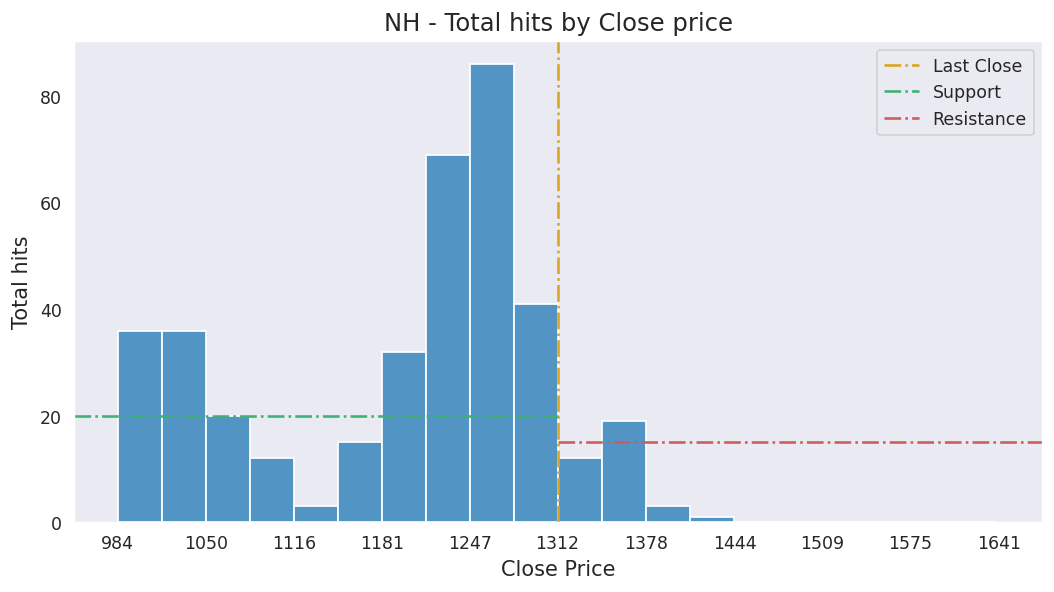 NH - Total hits by Close price
Last Close
Support
Resistance
80
60
40
20
0
Total hits
984 1050 1116 1181 1247 1312 1378 1444 1509 1575 1641
Close Price